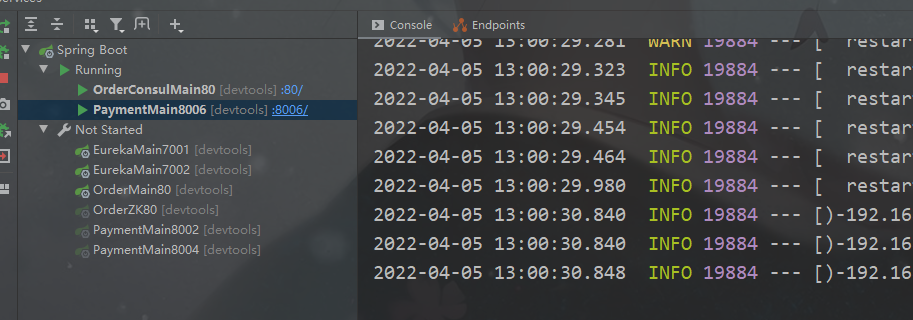 Services
Console Endpoints
Spring Boot
Running
OrderConsulMain80 [devtools] :80/
PaymentMain8006 [devtools] :8006/
Not Started
EurekaMain7001 [devtools]
EurekaMain7002 [devtools]
OrderMain80 [devtools]
OrderZK80 [devtools]
PaymentMain8002 [devtools]
PaymentMain8004 [devtools]
2022-04-05 13:00:29.281 WARN 19884 --- [ restar
2022-04-05 13:00:29.323 INFO 19884 --- [ restar
2022-04-05 13:00:29.345 INFO 19884 --- [ restar
2022-04-05 13:00:29.454 INFO 19884 --- [ restar
2022-04-05 13:00:29.464 INFO 19884 --- [ restar
2022-04-05 13:00:29.980 INFO 19884 --- [ restar
2022-04-05 13:00:30.840 INFO 19884 --- [)-192.16
2022-04-05 13:00:30.840 INFO 19884 --- [)-192.16
2022-04-05 13:00:30.848 INFO 19884 --- [)-192.16